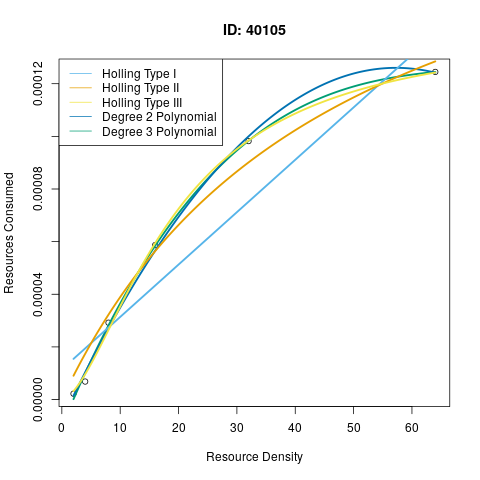 ID: 40105
Holling Type I
Holling Type II
Holling Type III
Degree 2 Polynomial
Degree 3 Polynomial
Resources Consumed
0.00012
0.00008
0.00004
0.00000
0 10 20 30 40 50 60
Resource Density